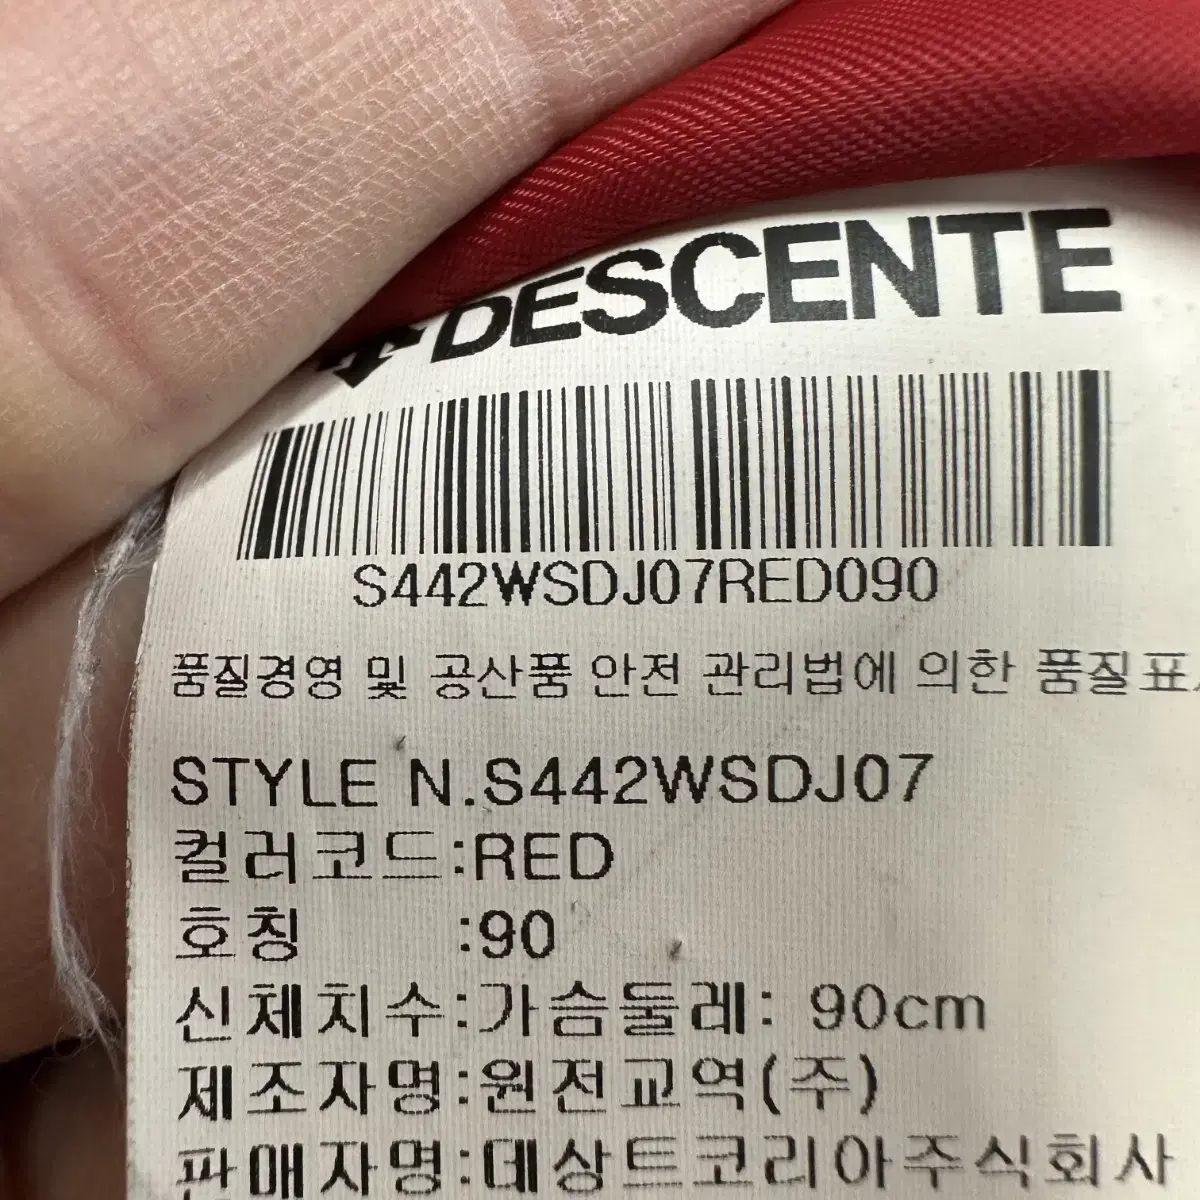 DESCENTE
S442WSDJ07RED090
품질경영 및 공산품 안전 관리법에 의한
STYLE N.S442WSDJ07
컬러코드:RED
호칭 :90
신체치수:가슴둘레: 90cm
제조자명:원전교역(주)
판매자명:데상트코리아주식회사